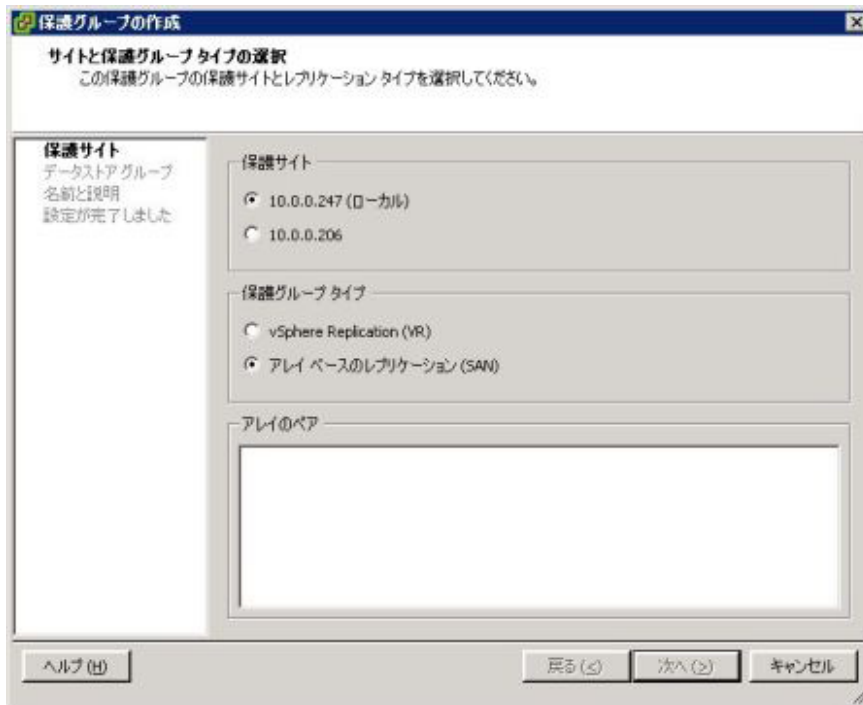 保護グループの作成
サイトと保護グループ タイプの選択
この保護グループの保護サイトとレプリケーション タイプを選択してください。
保護サイト
データストア グループ
名前と説明
設定が完了しました
保護サイト
10.0.0.247 (ローカル)
10.0.0.206
保護グループ タイプ
vSphere Replication (VR)
アレイ ベースのレプリケーション (SAN)
アレイのペア
ヘルプ (H)
戻る (<)
次へ (>)
キャンセル